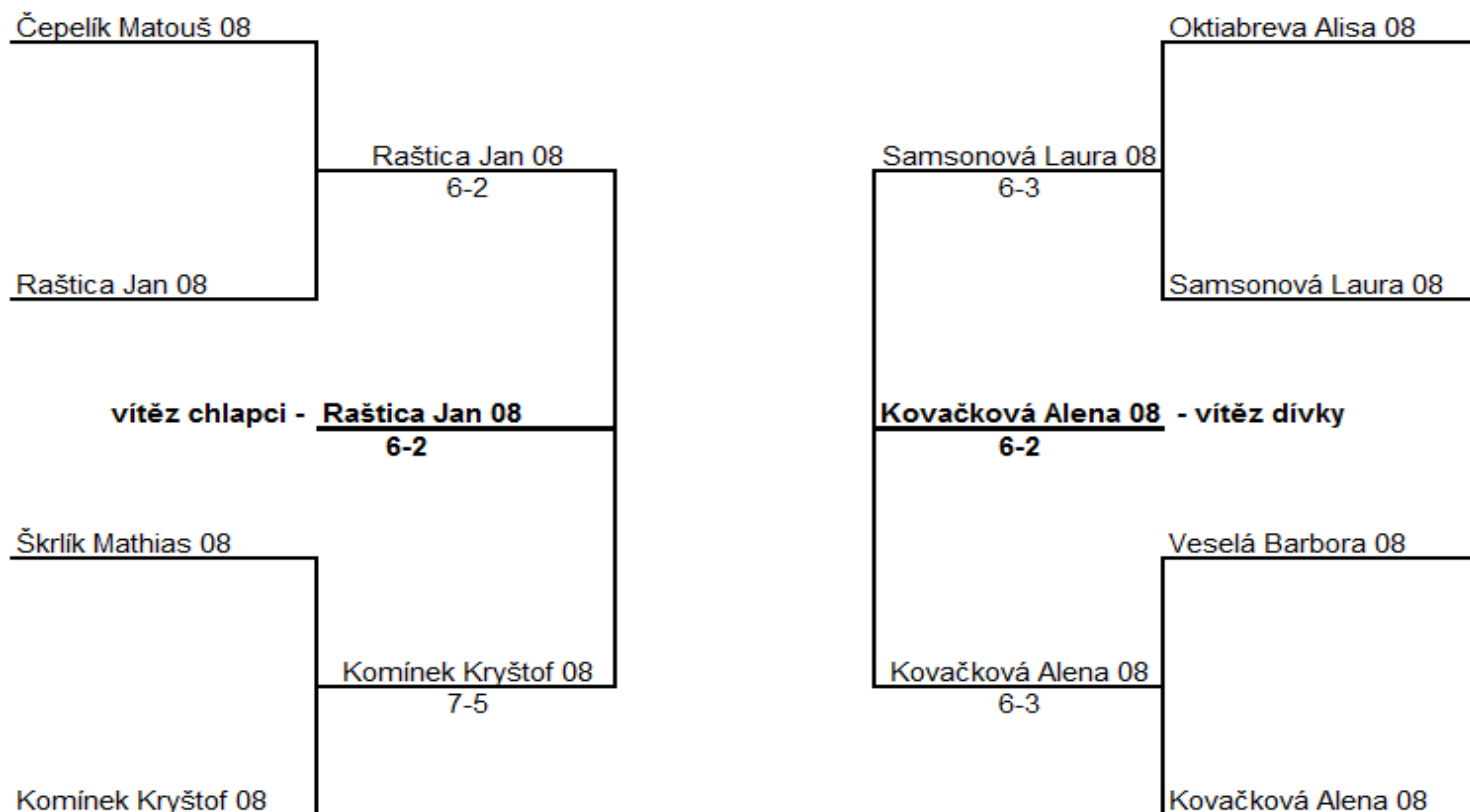 Čepelík Matouš 08
Oktiabreva Alisa 08
Raštica Jan 08
Samsonová Laura 08
6-2
6-3
Raštica Jan 08
Samsonová Laura 08
vítěz chlapci - Raštica Jan 08
Kovačková Alena 08 - vítěz dívky
6-2
6-2
Škrlík Mathias 08
Veselá Barbora 08
Komínek Kryštof 08
Kovačková Alena 08
7-5
6-3
Komínek Kryštof 08
Kovačková Alena 08